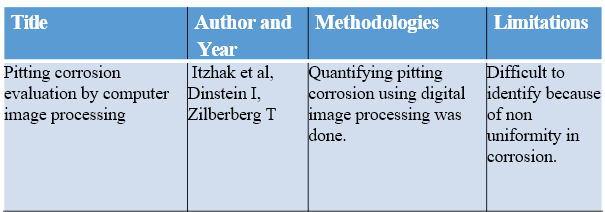 Title
Author and
Year
Methodologies
Limitations
Pitting corrosion
evaluation by computer
image processing
Itzhak et al,
Dinstein I,
Zilberberg T
Quantifying pitting
corrosion using digital
image processing was
done.
Difficult to
identify because
of non
uniformity in
corrosion.